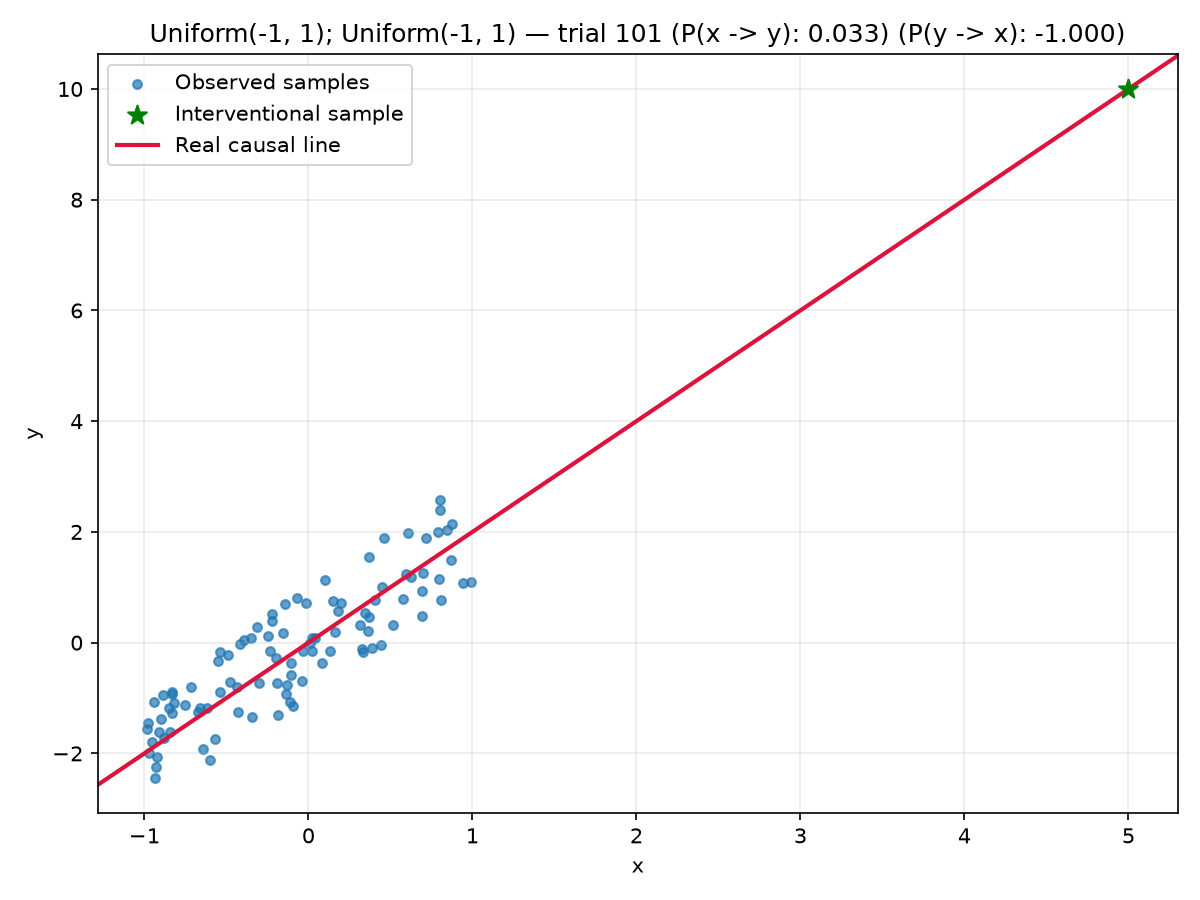 Uniform(-1, 1); Uniform(-1, 1) — trial 101 (P(x -> y): 0.033) (P(y -> x): -1.000)
Observed samples
Interventional sample
Real causal line
10
8
6
4
2
0
−2
y
−1
0
1
2
3
4
5
x